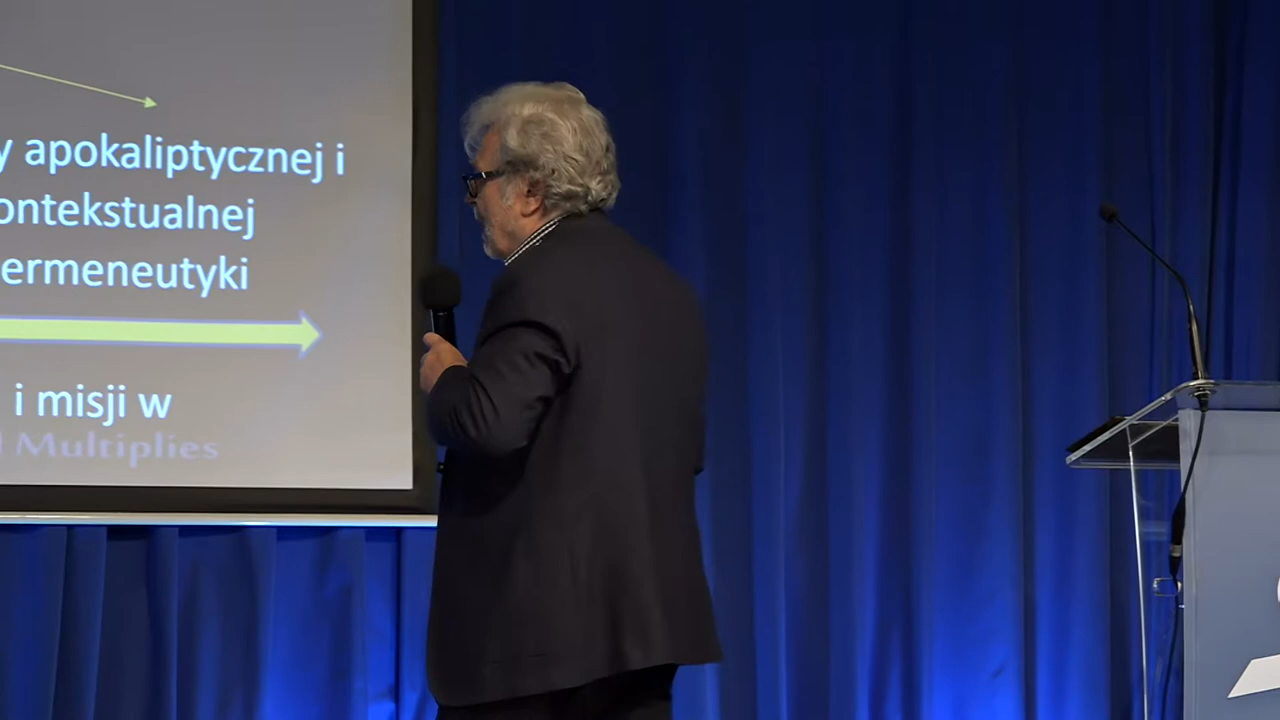 apokaliptycznej i
ontekstualnej
ermeneutyki
i misji w
Multiplies